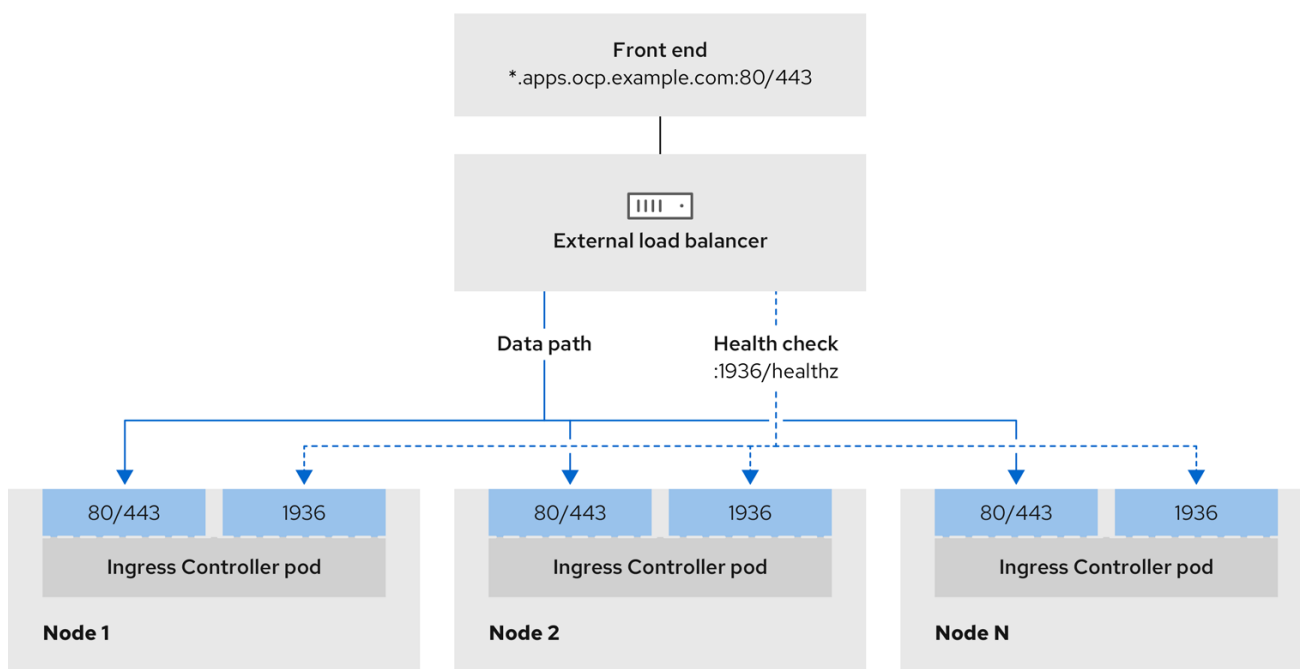 Front end
*.apps.ocp.example.com:80/443
External load balancer
Data path
Health check
:1936/healthz
80/443
1936
Ingress Controller pod
Node 1
80/443
1936
Ingress Controller pod
Node 2
80/443
1936
Ingress Controller pod
Node N